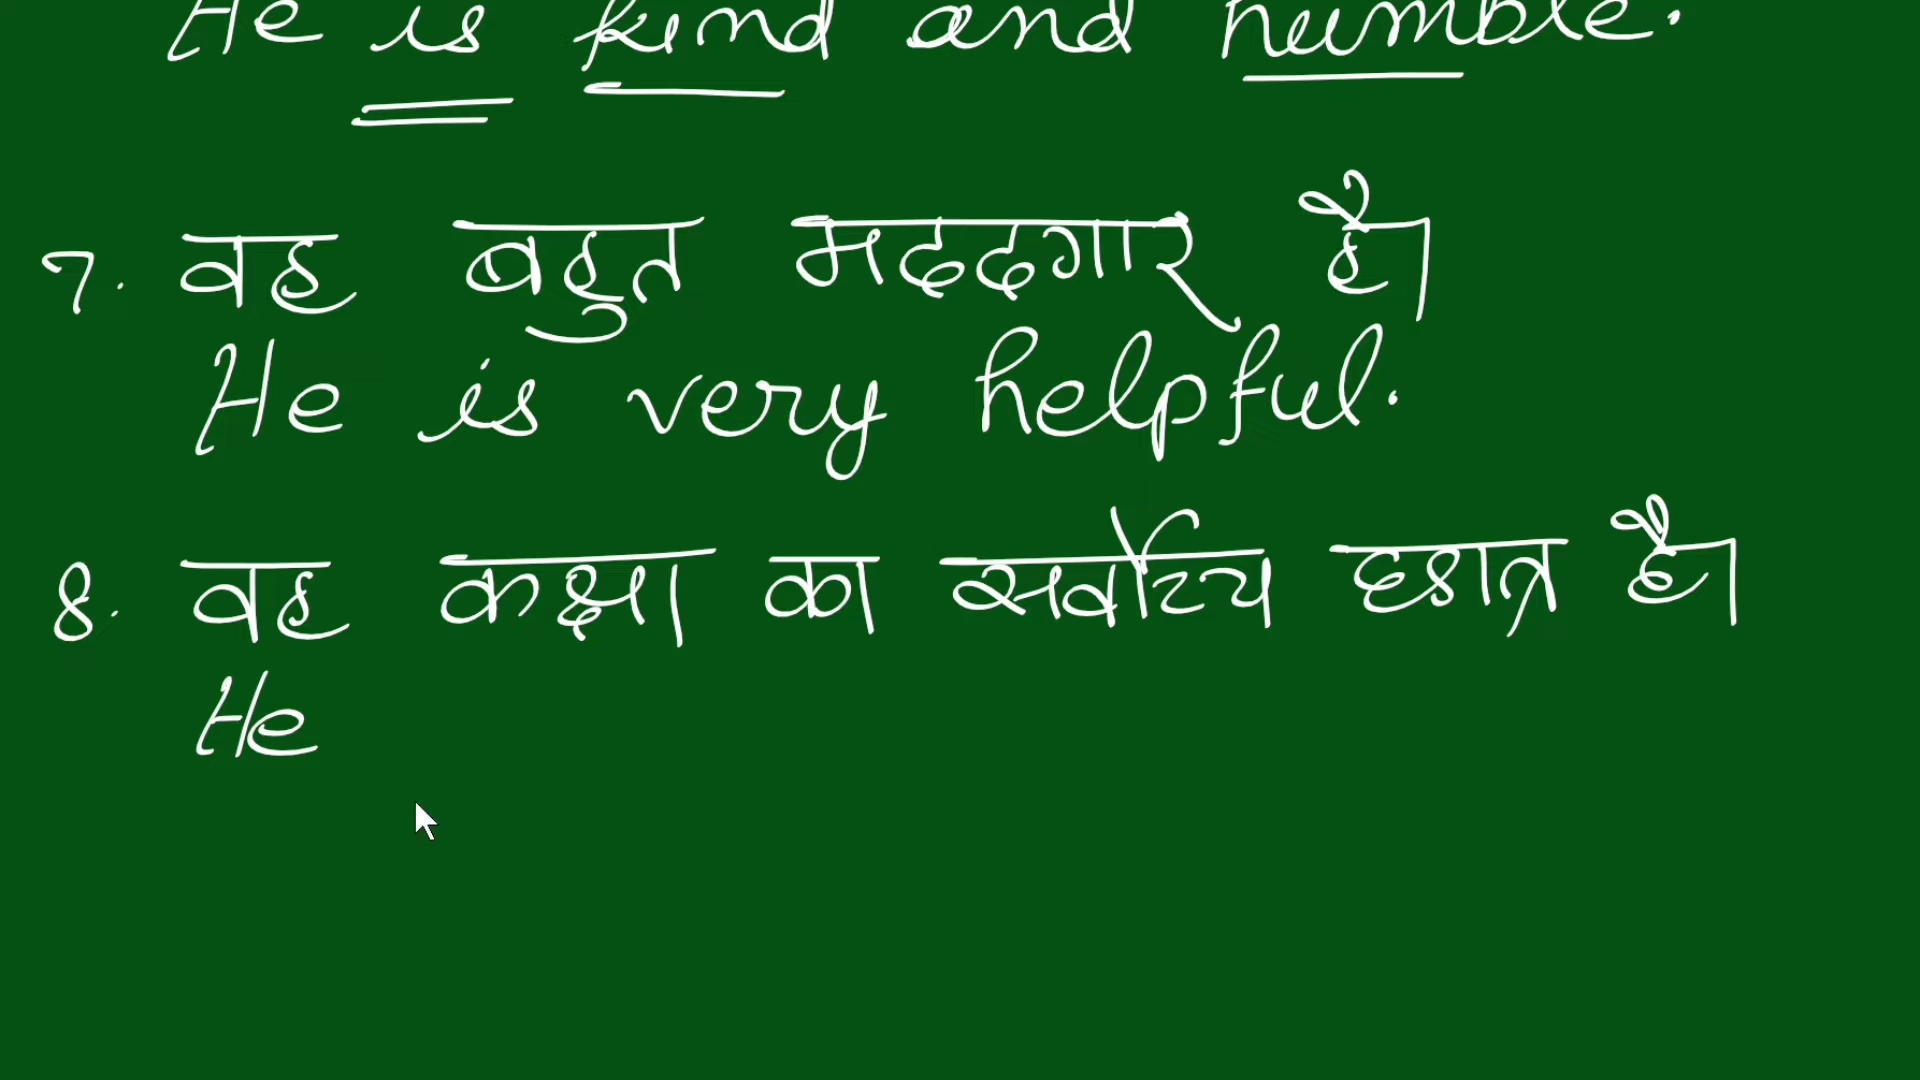 He is kind and humble.
7. वह बहुत मददगार है।
He is very helpful.
8. वह कक्षा का सर्वोच्च छात्र है।
He